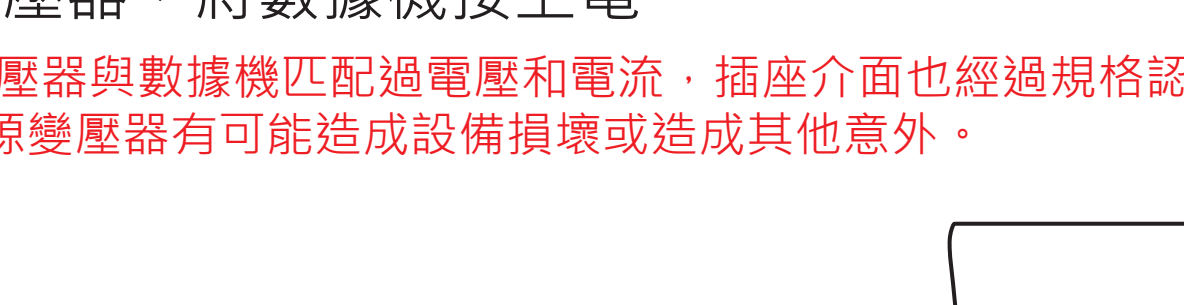 壓器，將數據機接上電
壓器與數據機匹配過電壓和電流，插座介面也經過規格認
源變壓器有可能造成設備損壞或造成其他意外。